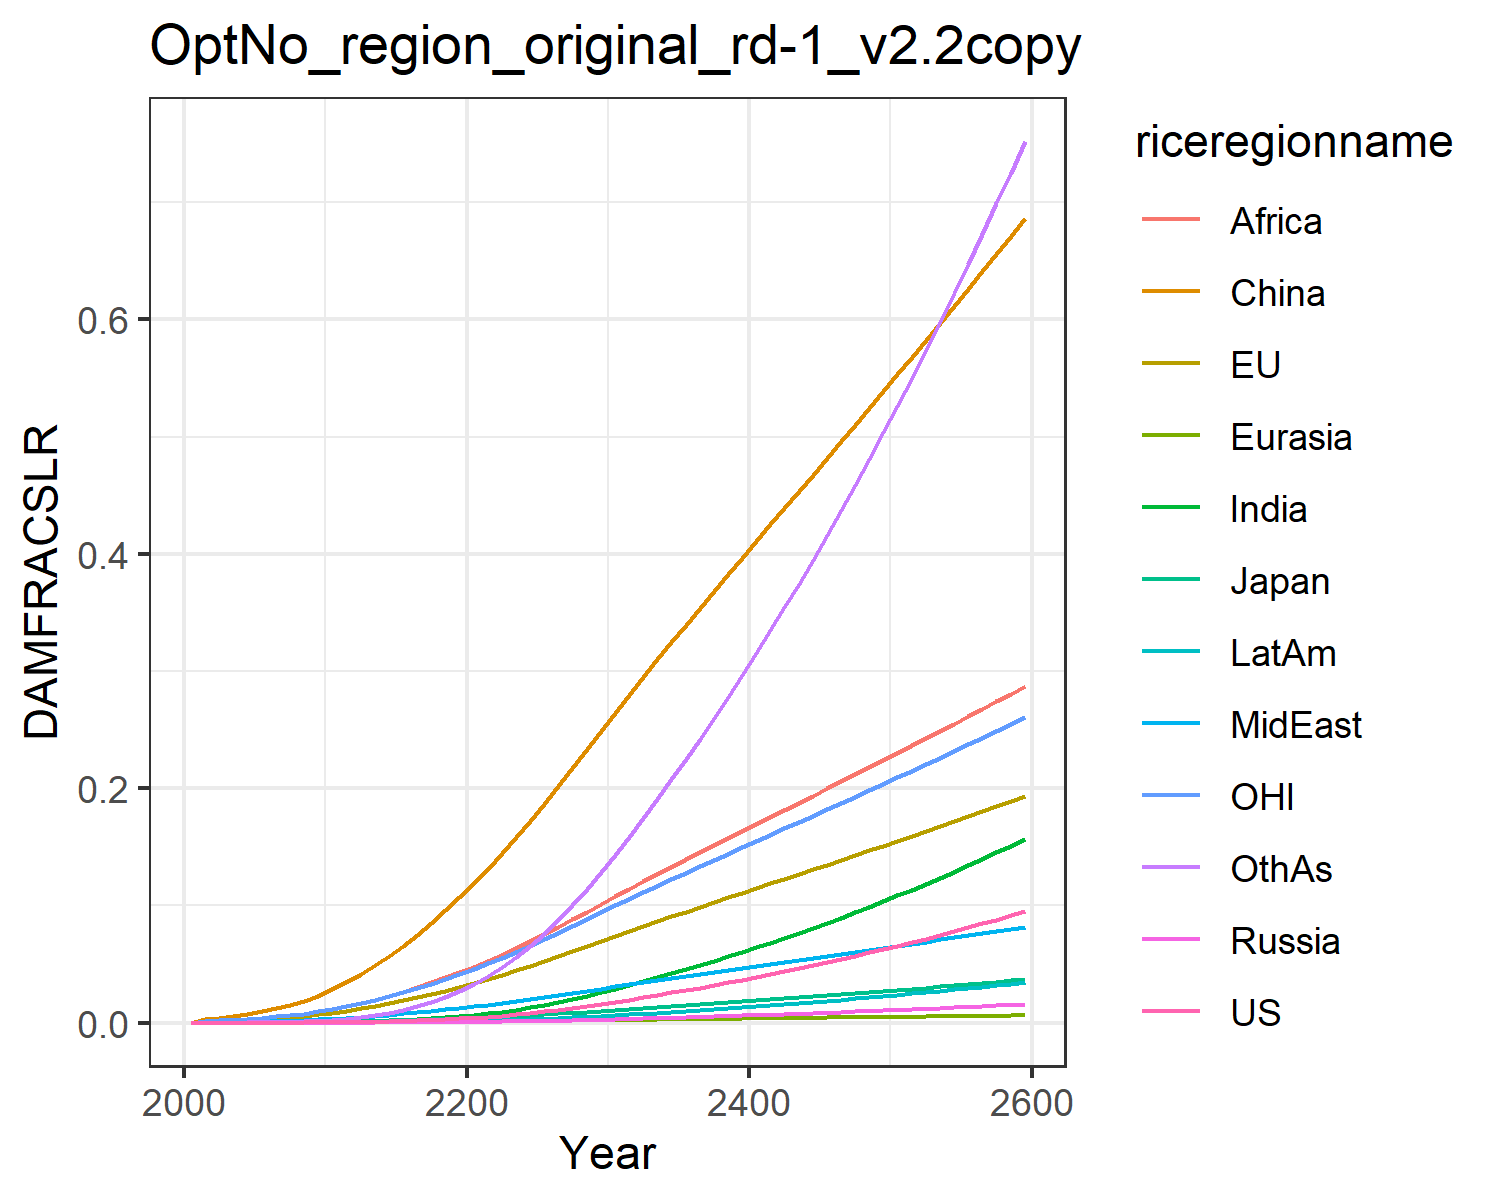 OptNo_region_original_rd-1_v2.2copy
DAMFRACSLR
0.6
0.4
0.2
0.0
2000
2200
2400
2600
Year
riceregionname
Africa
China
EU
Eurasia
India
Japan
LatAm
MidEast
OHI
OthAs
Russia
US